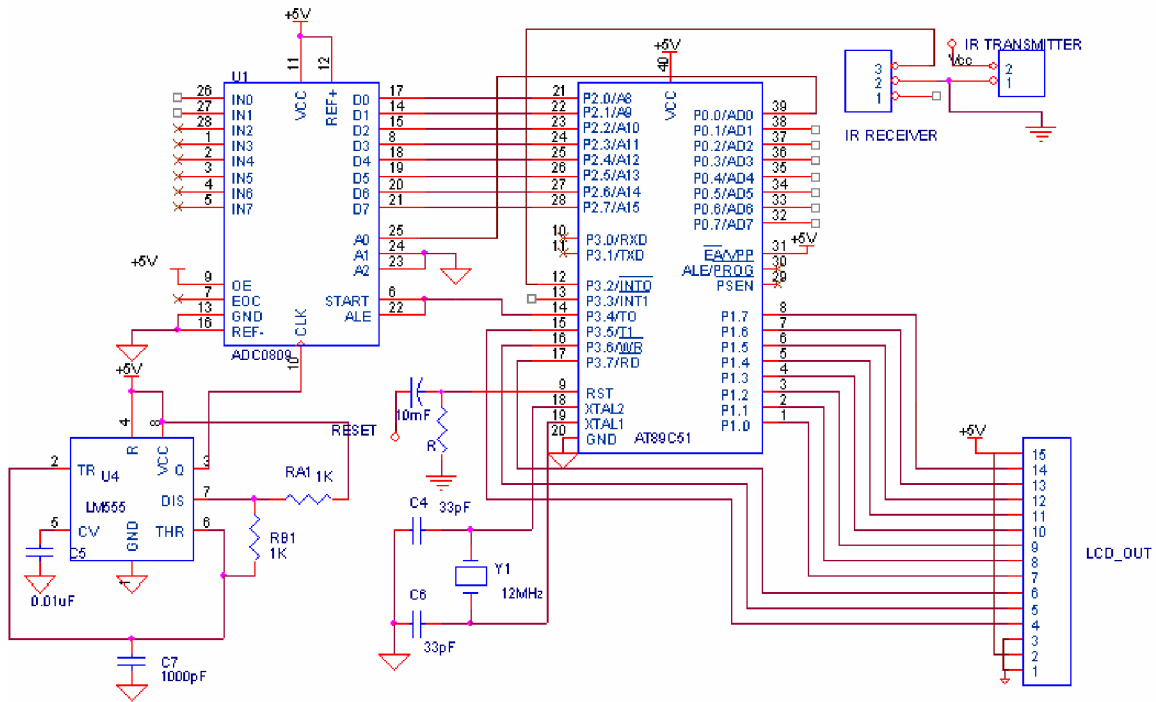 +5V
U1
11
12
VCC
REF+
26 IN0
27 IN1
28 IN2
1 IN3
2 IN4
3 IN5
4 IN6
5 IN7
+5V
9 OE
7 EOC
13 GND
16 REF-
CLK
10
D0 17
D1 14
D2 15
D3 8
D4 18
D5 19
D6 20
D7 21
A0 25
A1 24
A2 23
START 6
ALE 22
ADC0809
+5V
40
VCC
21 P2.0/A8
22 P2.1/A9
23 P2.2/A10
24 P2.3/A11
25 P2.4/A12
26 P2.5/A13
27 P2.6/A14
28 P2.7/A15
10 P3.0/RXD
11 P3.1/TXD
12 P3.2/INT0
13 P3.3/INT1
14 P3.4/TO
15 P3.5/T1
16 P3.6/WR
17 P3.7/RD
9 RST
18 XTAL2
19 XTAL1
20 GND
P0.0/AD0 39
P0.1/AD1 38
P0.2/AD2 37
P0.3/AD3 36
P0.4/AD4 35
P0.5/AD5 34
P0.6/AD6 33
P0.7/AD7 32
EA/VPP 31
+5V
ALE/PROG 30
PSEN 29
P1.7 8
P1.6 7
P1.5 6
P1.4 5
P1.3 4
P1.2 3
P1.1 2
P1.0 1
AT89C51
IR TRANSMITTER
Vcc
2
1
3
2
1
IR RECEIVER
+5V
4
8
R
VCC
2 TR
U4
Q 3
LM555
DIS 7
5 CV
GND
THR 6
1
C5
0.01uF
RA1 1K
RB1
1K
C7
1000pF
RESET
10mF
R
C4
33pF
Y1
12MHz
C6
33pF
+5V
15
14
13
12
11
10
9
8
7
6
5
4
3
2
1
LCD_OUT